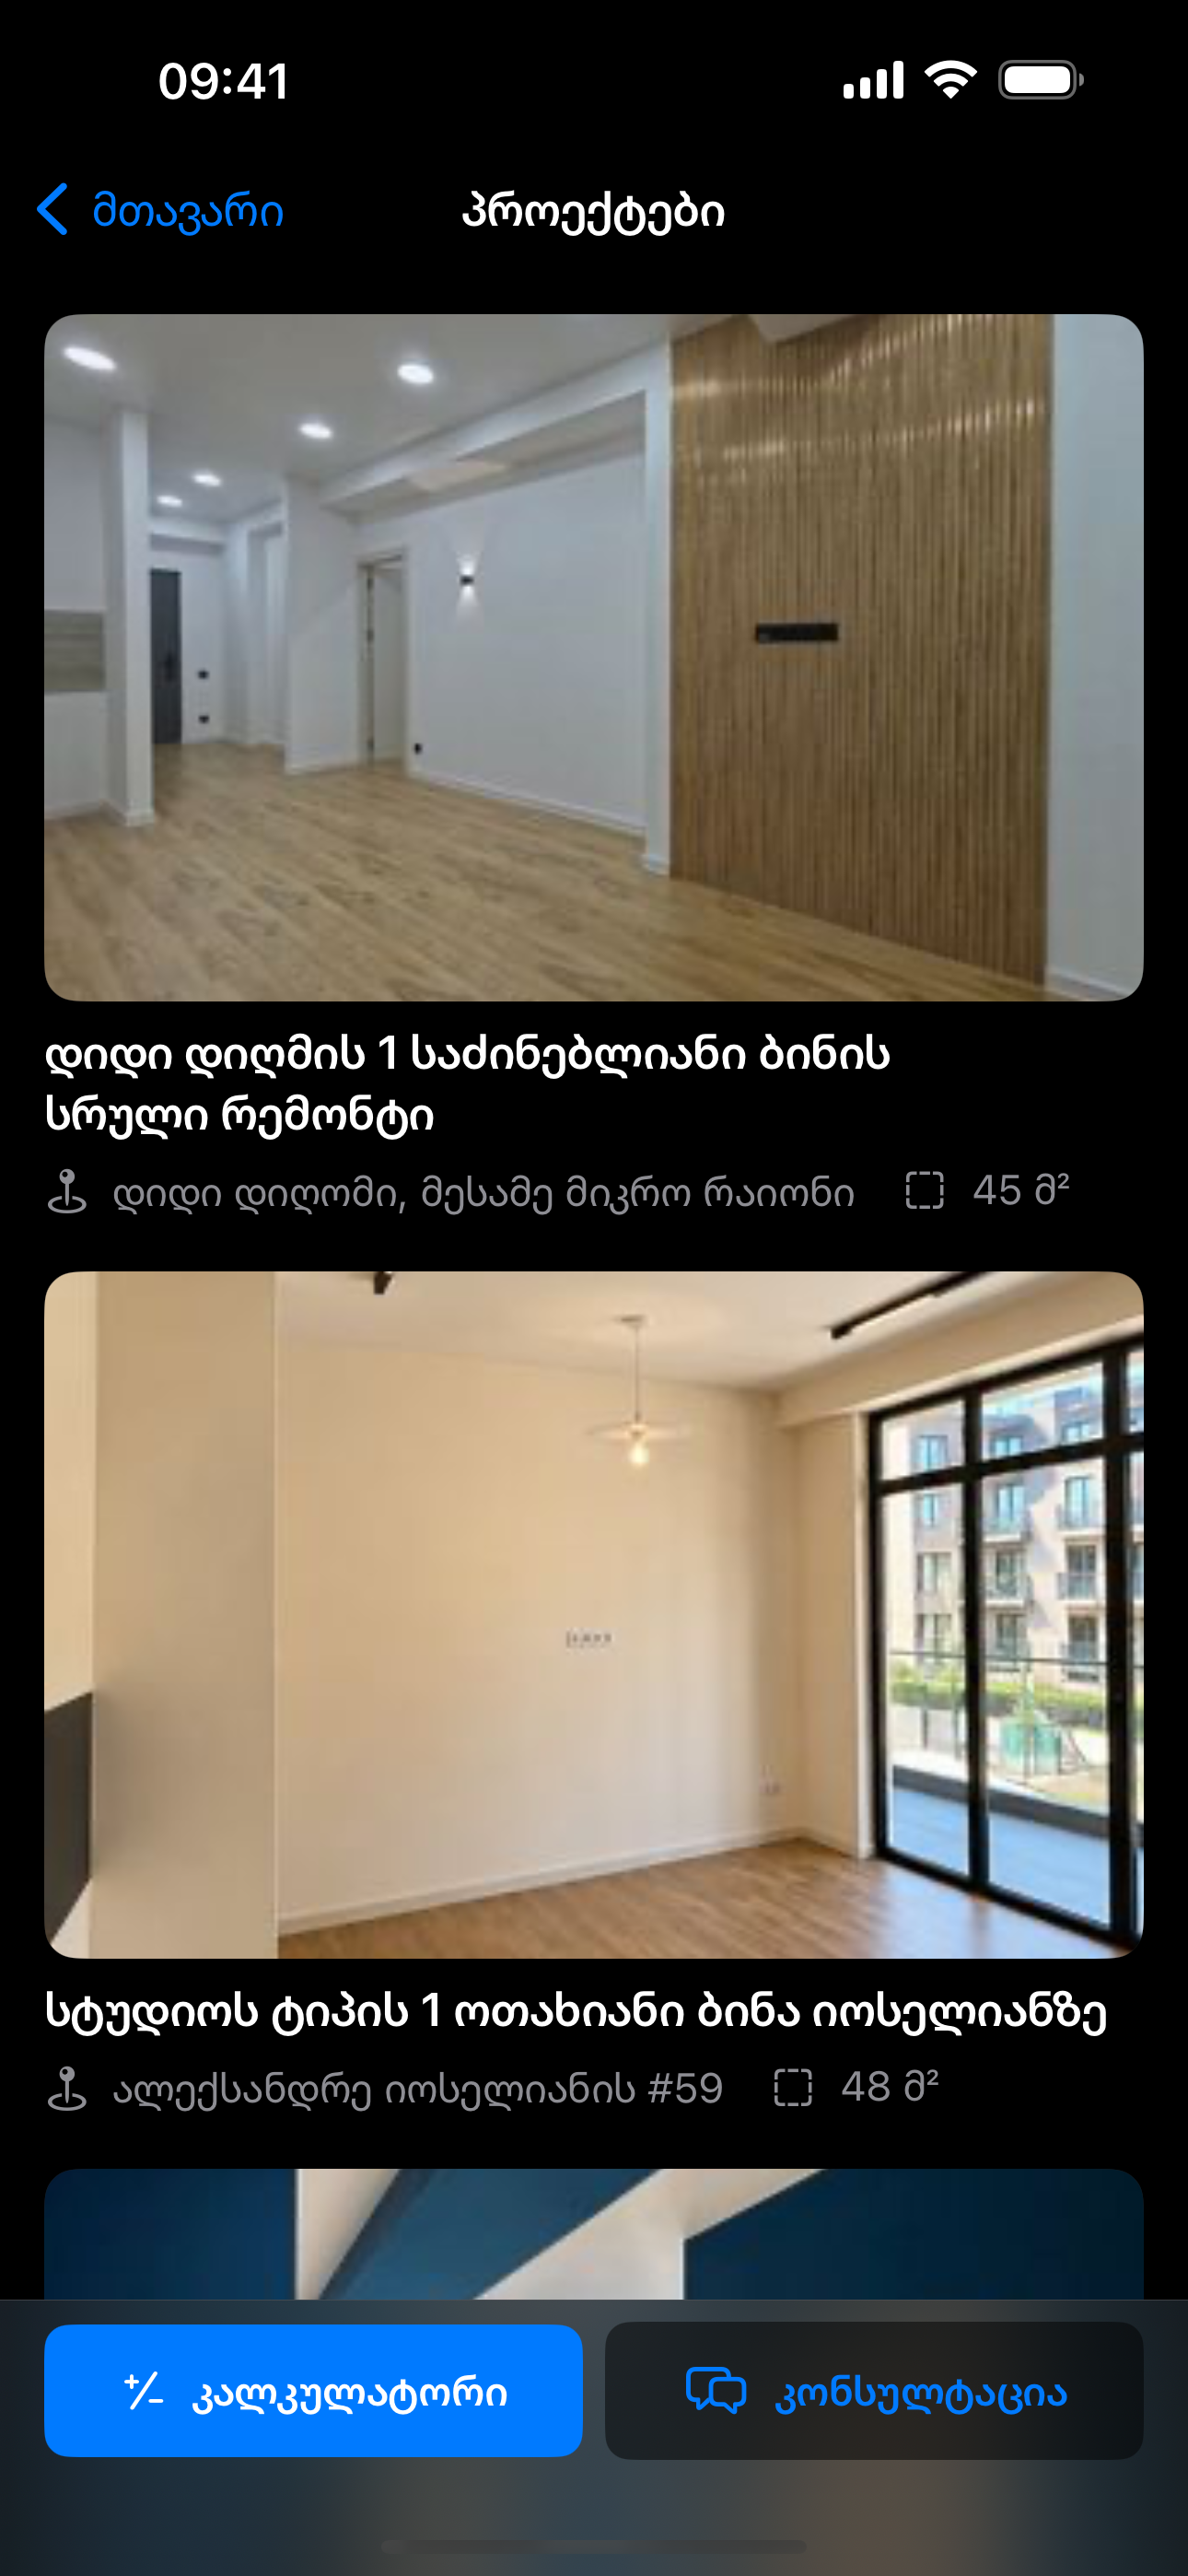 09:41
მთავარი
პროექტები
დიდი დიღმის 1 საძინებლიანი ბინის
სრული რემონტი
დიდი დიღომი, მესამე მიკრო რაიონი
45 მ²
სტუდიოს ტიპის 1 ოთახიანი ბინა იოსელიანზე
ალექსანდრე იოსელიანის #59
48 მ²
კალკულატორი
კონსულტაცია